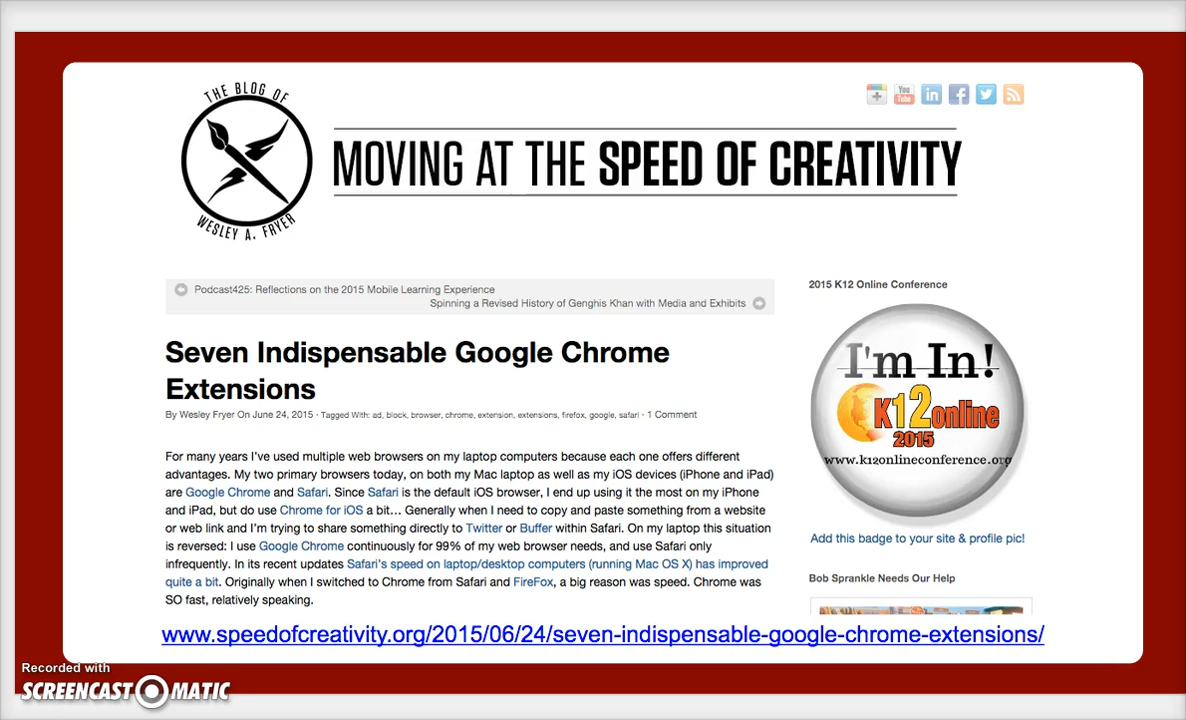 THE BLOG OF
WESLEY A. FRYER
MOVING AT THE SPEED OF CREATIVITY
You
Tube
in
f
Podcast425: Reflections on the 2015 Mobile Learning Experience
Spinning a Revised History of Genghis Khan with Media and Exhibits
Seven Indispensable Google Chrome
Extensions
By Wesley Fryer On June 24, 2015 · Tagged With: ad, block, browser, chrome, extension, extensions, firefox, google, safari · 1 Comment
For many years I've used multiple web browsers on my laptop computers because each one offers different
advantages. My two primary browsers today, on both my Mac laptop as well as my iOS devices (iPhone and iPad)
are Google Chrome and Safari. Since Safari is the default iOS browser, I end up using it the most on my iPhone
and iPad, but do use Chrome for iOS a bit… Generally when I need to copy and paste something from a website
or web link and I'm trying to share something directly to Twitter or Buffer within Safari. On my laptop this situation
is reversed: I use Google Chrome continuously for 99% of my web browser needs, and use Safari only
infrequently. In its recent updates Safari's speed on laptop/desktop computers (running Mac OS X) has improved
quite a bit. Originally when I switched to Chrome from Safari and FireFox, a big reason was speed. Chrome was
SO fast, relatively speaking.
2015 K12 Online Conference
I'm In!
K12online
2015
www.k12onlineconference.org
Add this badge to your site & profile pic!
Bob Sprankle Needs Our Help
www.speedofcreativity.org/2015/06/24/seven-indispensable-google-chrome-extensions/
Recorded with
SCREENCAST O MATIC